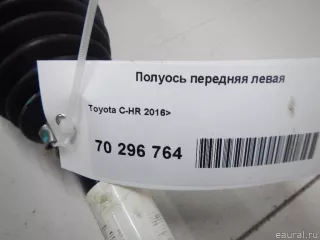 Полуось передняя левая
Toyota C-HR 2016>
70 296 764
© eaural.ru